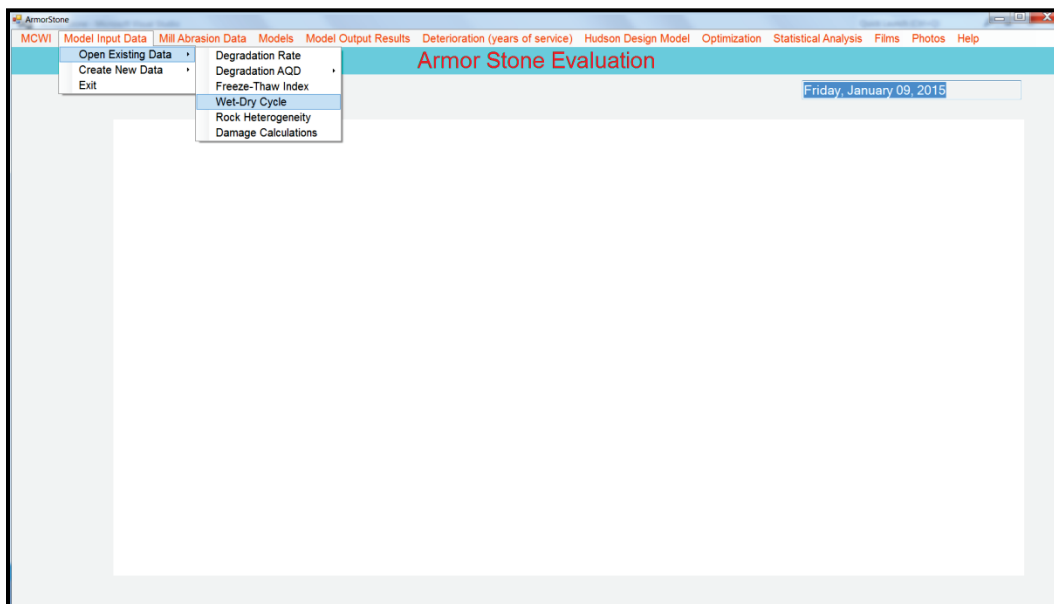 ArmorStone
MCWI Model Input Data Mill Abrasion Data Models Model Output Results Deterioration (years of service) Hudson Design Model Optimization Statistical Analysis Films Photos Help
Open Existing Data
Create New Data
Exit
Degradation Rate
Degradation AQD
Freeze-Thaw Index
Wet-Dry Cycle
Rock Heterogeneity
Damage Calculations
Armor Stone Evaluation
Friday, January 09, 2015